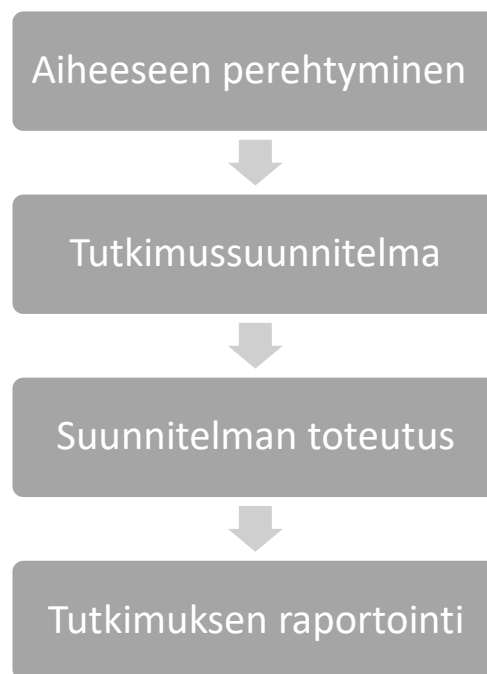 Aiheeseen perehtyminen
Tutkimussuunnitelma
Suunnitelman toteutus
Tutkimuksen raportointi